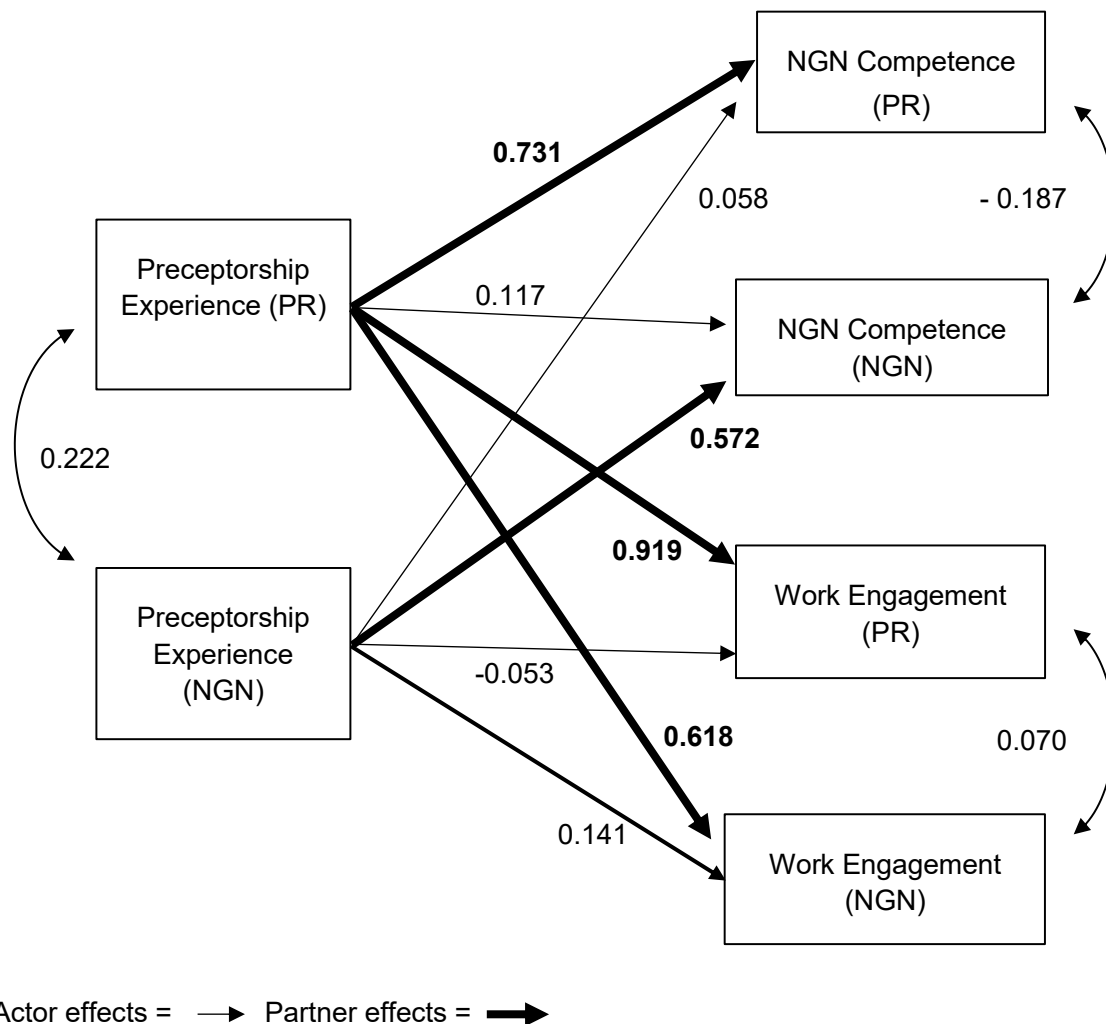 NGN Competence
(PR)
0.731
0.058
- 0.187
Preceptorship
Experience (PR)
0.117
NGN Competence
(NGN)
0.572
0.222
0.919
Work Engagement
(PR)
Preceptorship
Experience
(NGN)
-0.053
0.618
0.070
0.141
Work Engagement
(NGN)
Actor effects = Partner effects =